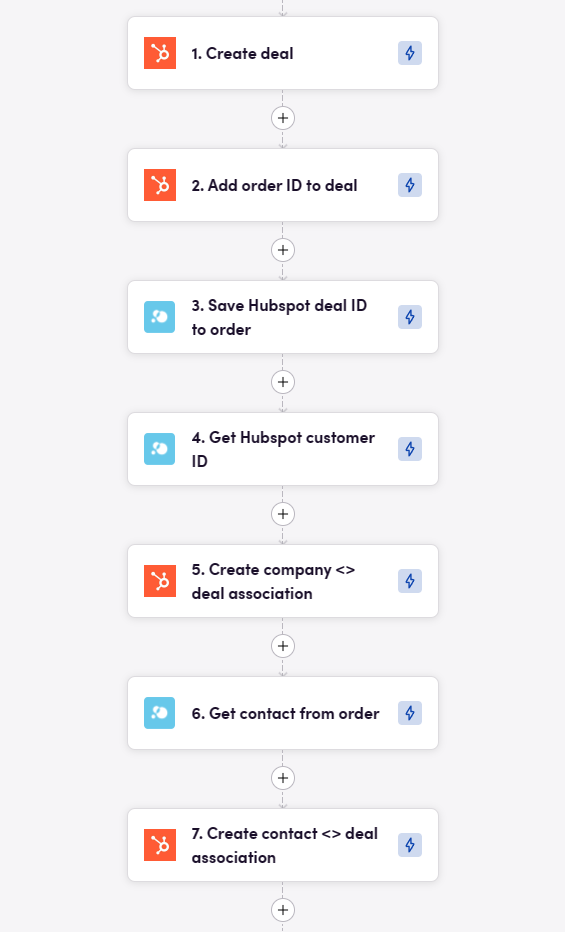 1. Create deal
2. Add order ID to deal
3. Save Hubspot deal ID
to order
4. Get Hubspot customer
ID
5. Create company <>
deal association
6. Get contact from order
7. Create contact <> deal
association